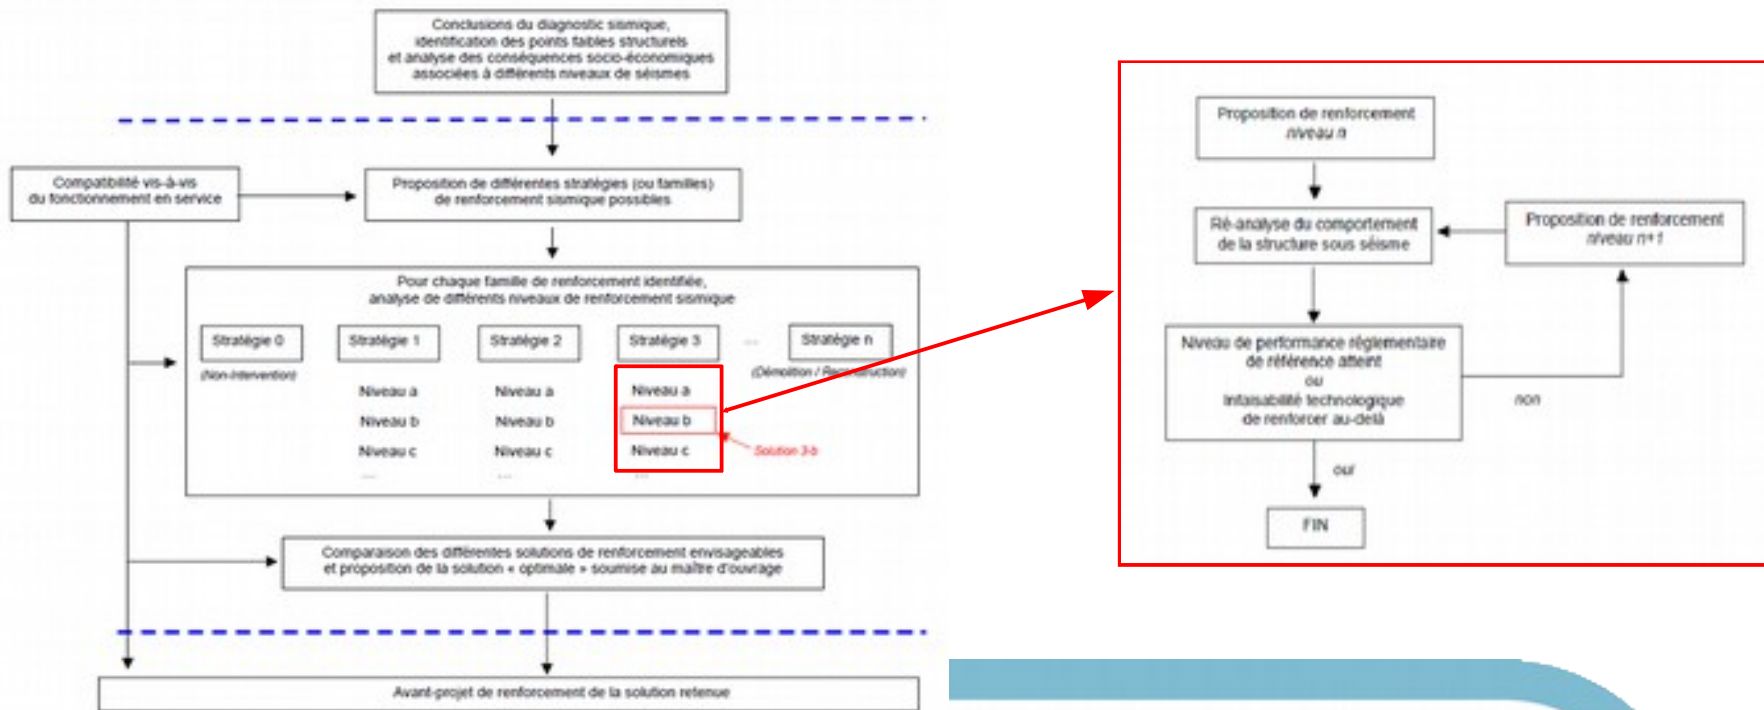 Conclusions du diagnostic sismique,
identification des points faibles structurels
et analyse des conséquences socio-économiques
associées à différents niveaux de séismes
Compatibilité vis-à-vis
du fonctionnement en service
Proposition de différentes stratégies (ou familles)
de renforcement sismique possibles
Pour chaque famille de renforcement identifiée,
analyse de différents niveaux de renforcement sismique
Stratégie 0
Stratégie 1
Stratégie 2
Stratégie 3
...
Stratégie n
(Non-Intervention)
(Démolition / Reconstruction)
Niveau a
Niveau a
Niveau a
Niveau b
Niveau b
Niveau b
Niveau c
Niveau c
Niveau c
Solution 3-b
...
...
...
Comparaison des différentes solutions de renforcement envisageables
et proposition de la solution « optimale » soumise au maître d'ouvrage
Avant-projet de renforcement de la solution retenue
Proposition de renforcement
niveau n
Ré-analyse du comportement
de la structure sous séisme
Proposition de renforcement
niveau n+1
Niveau de performance réglementaire
de référence atteint
ou
Infaisabilité technologique
de renforcer au-delà
non
oui
FIN